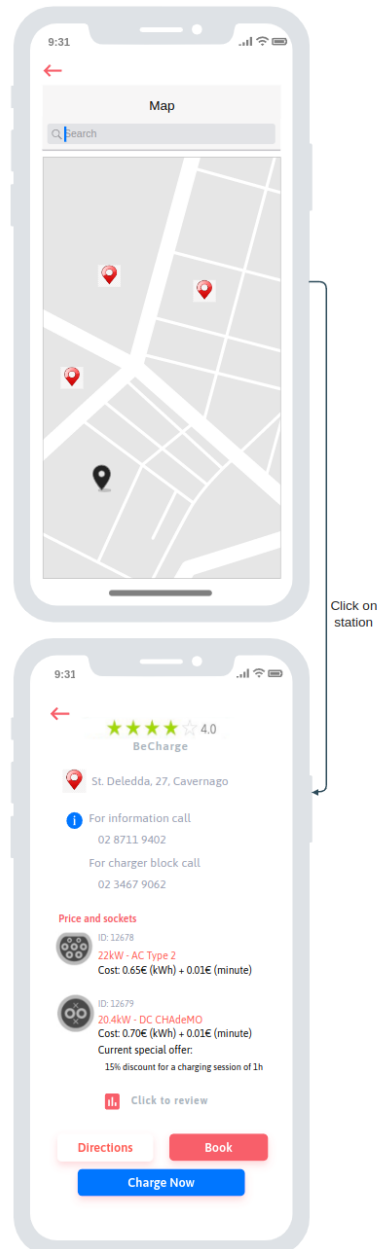 9:31
Map
Search
Click on
station
9:31
4.0
BeCharge
St. Deledda, 27, Cavernago
i
For information call
02 8711 9402
For charger block call
02 3467 9062
Price and sockets
ID: 12678
22kW - AC Type 2
Cost: 0.65€ (kWh) + 0.01€ (minute)
ID: 12679
20.4kW - DC CHAdeMO
Cost: 0.70€ (kWh) + 0.01€ (minute)
Current special offer:
15% discount for a charging session of 1h
Click to review
Directions
Book
Charge Now